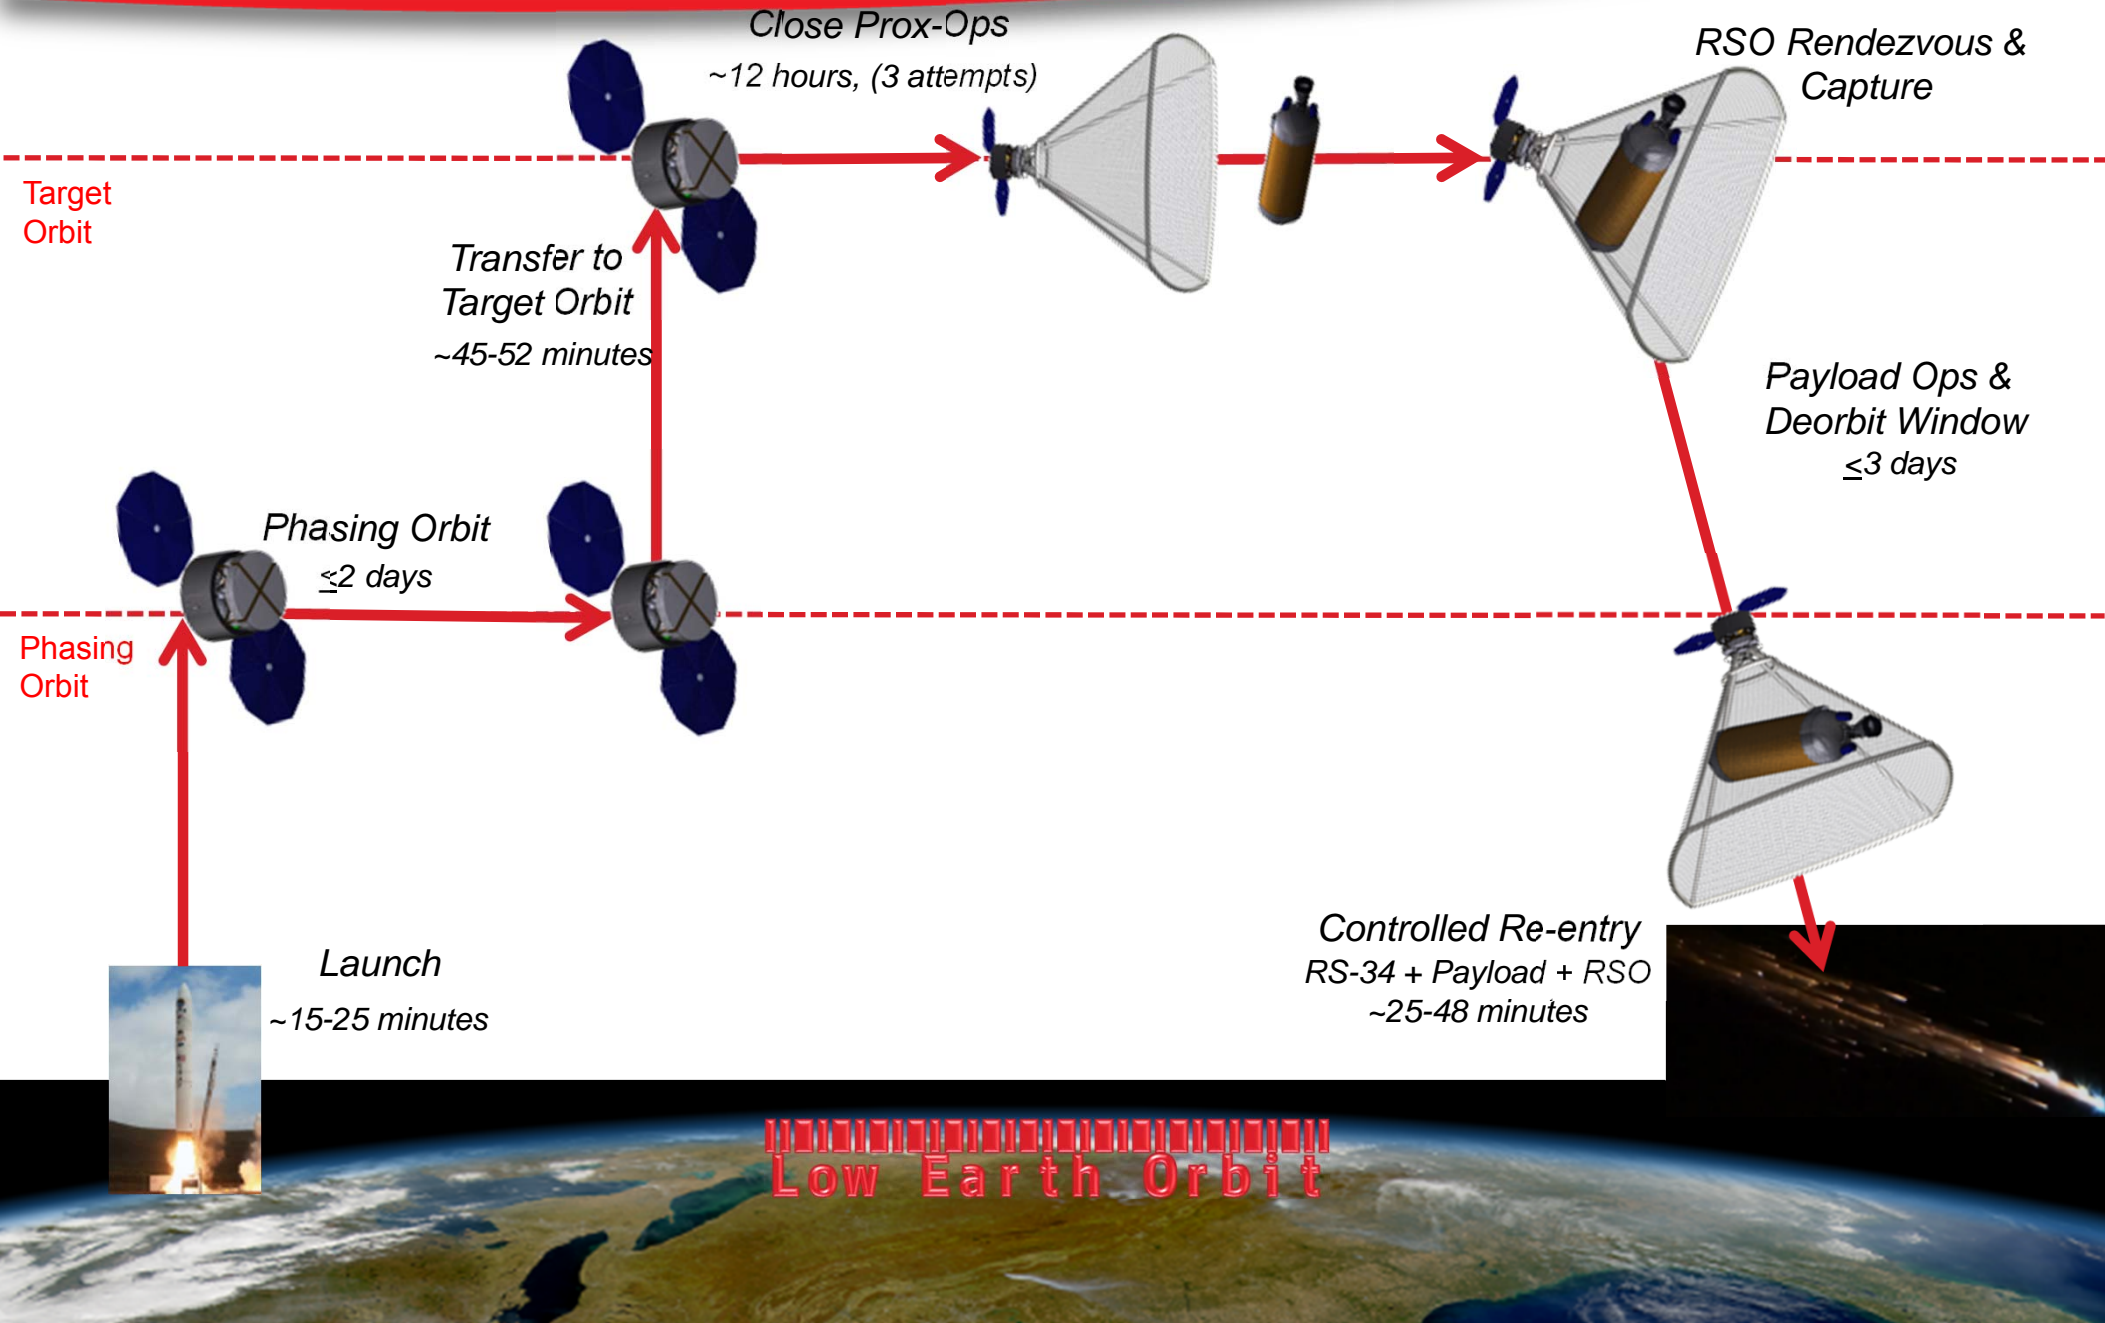 Close Prox-Ops
~12 hours, (3 attempts)
RSO Rendezvous &
Capture
Target
Orbit
Transfer to
Target Orbit
~45-52 minutes
Payload Ops &
Deorbit Window
≤3 days
Phasing Orbit
≤2 days
Phasing
Orbit
Launch
~15-25 minutes
Controlled Re-entry
RS-34 + Payload + RSO
~25-48 minutes
Low Earth Orbit